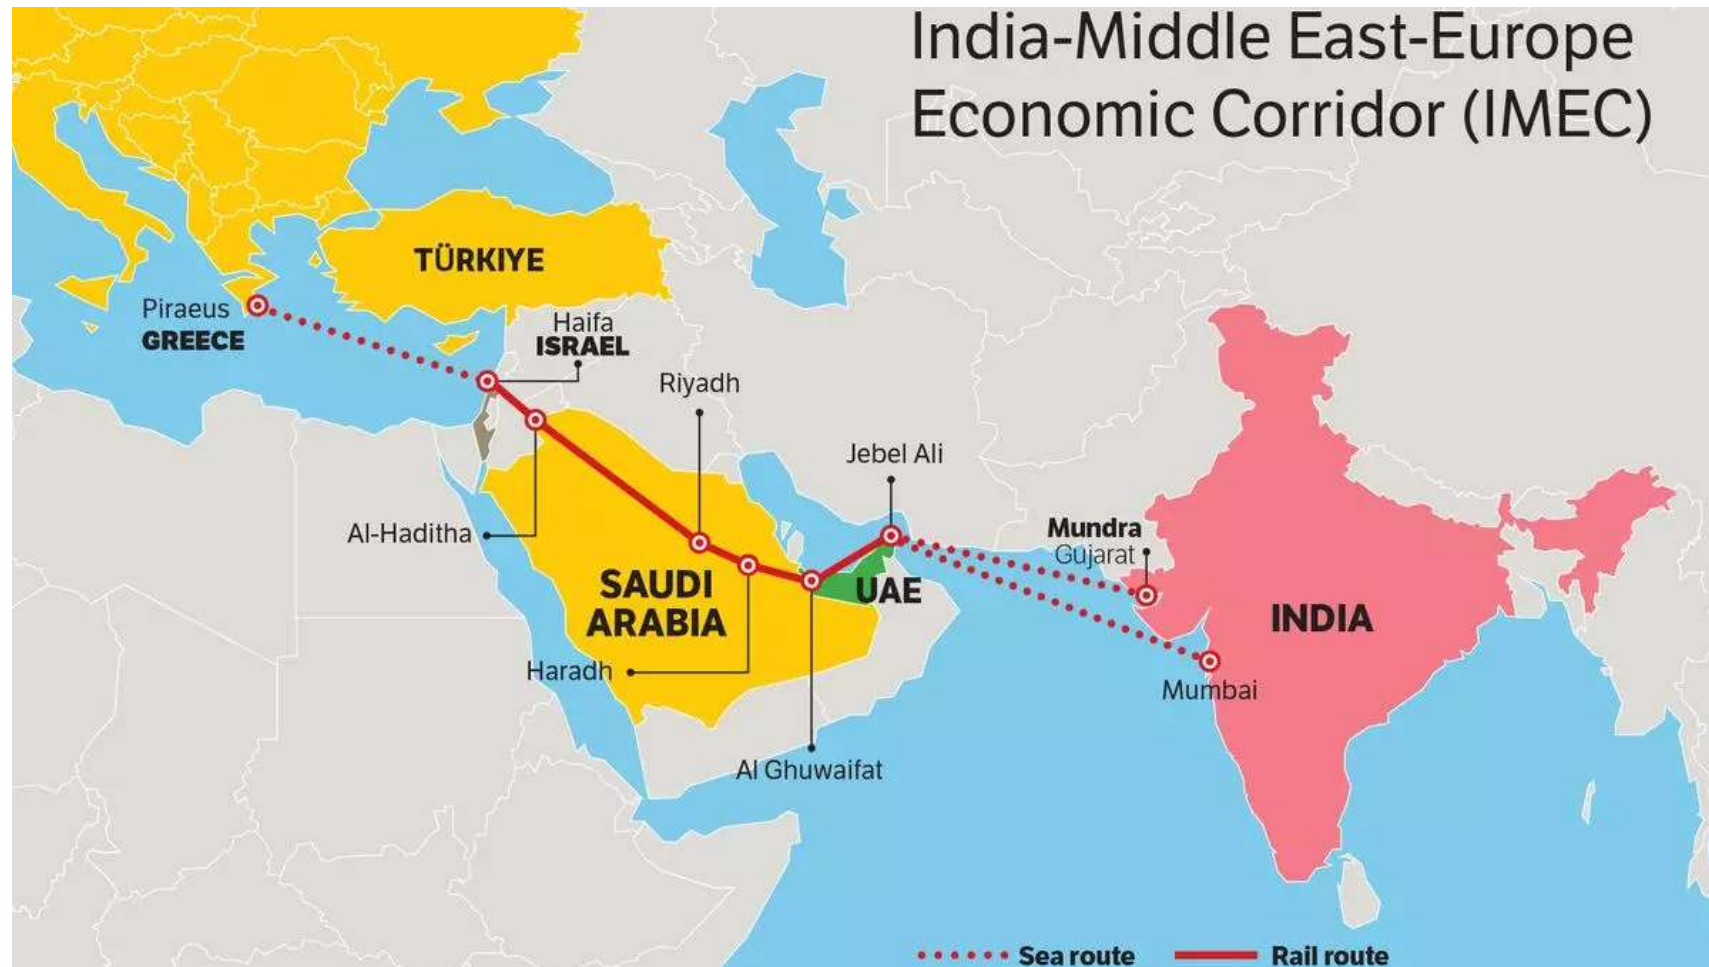 India-Middle East-Europe
Economic Corridor (IMEC)
TÜRKIYE
Piraeus
GREECE
Haifa
ISRAEL
Riyadh
Jebel Ali
Al-Haditha
Mundra
Gujarat
SAUDI
ARABIA
UAE
INDIA
Haradh
Mumbai
Al Ghuwaifat
Sea route
Rail route